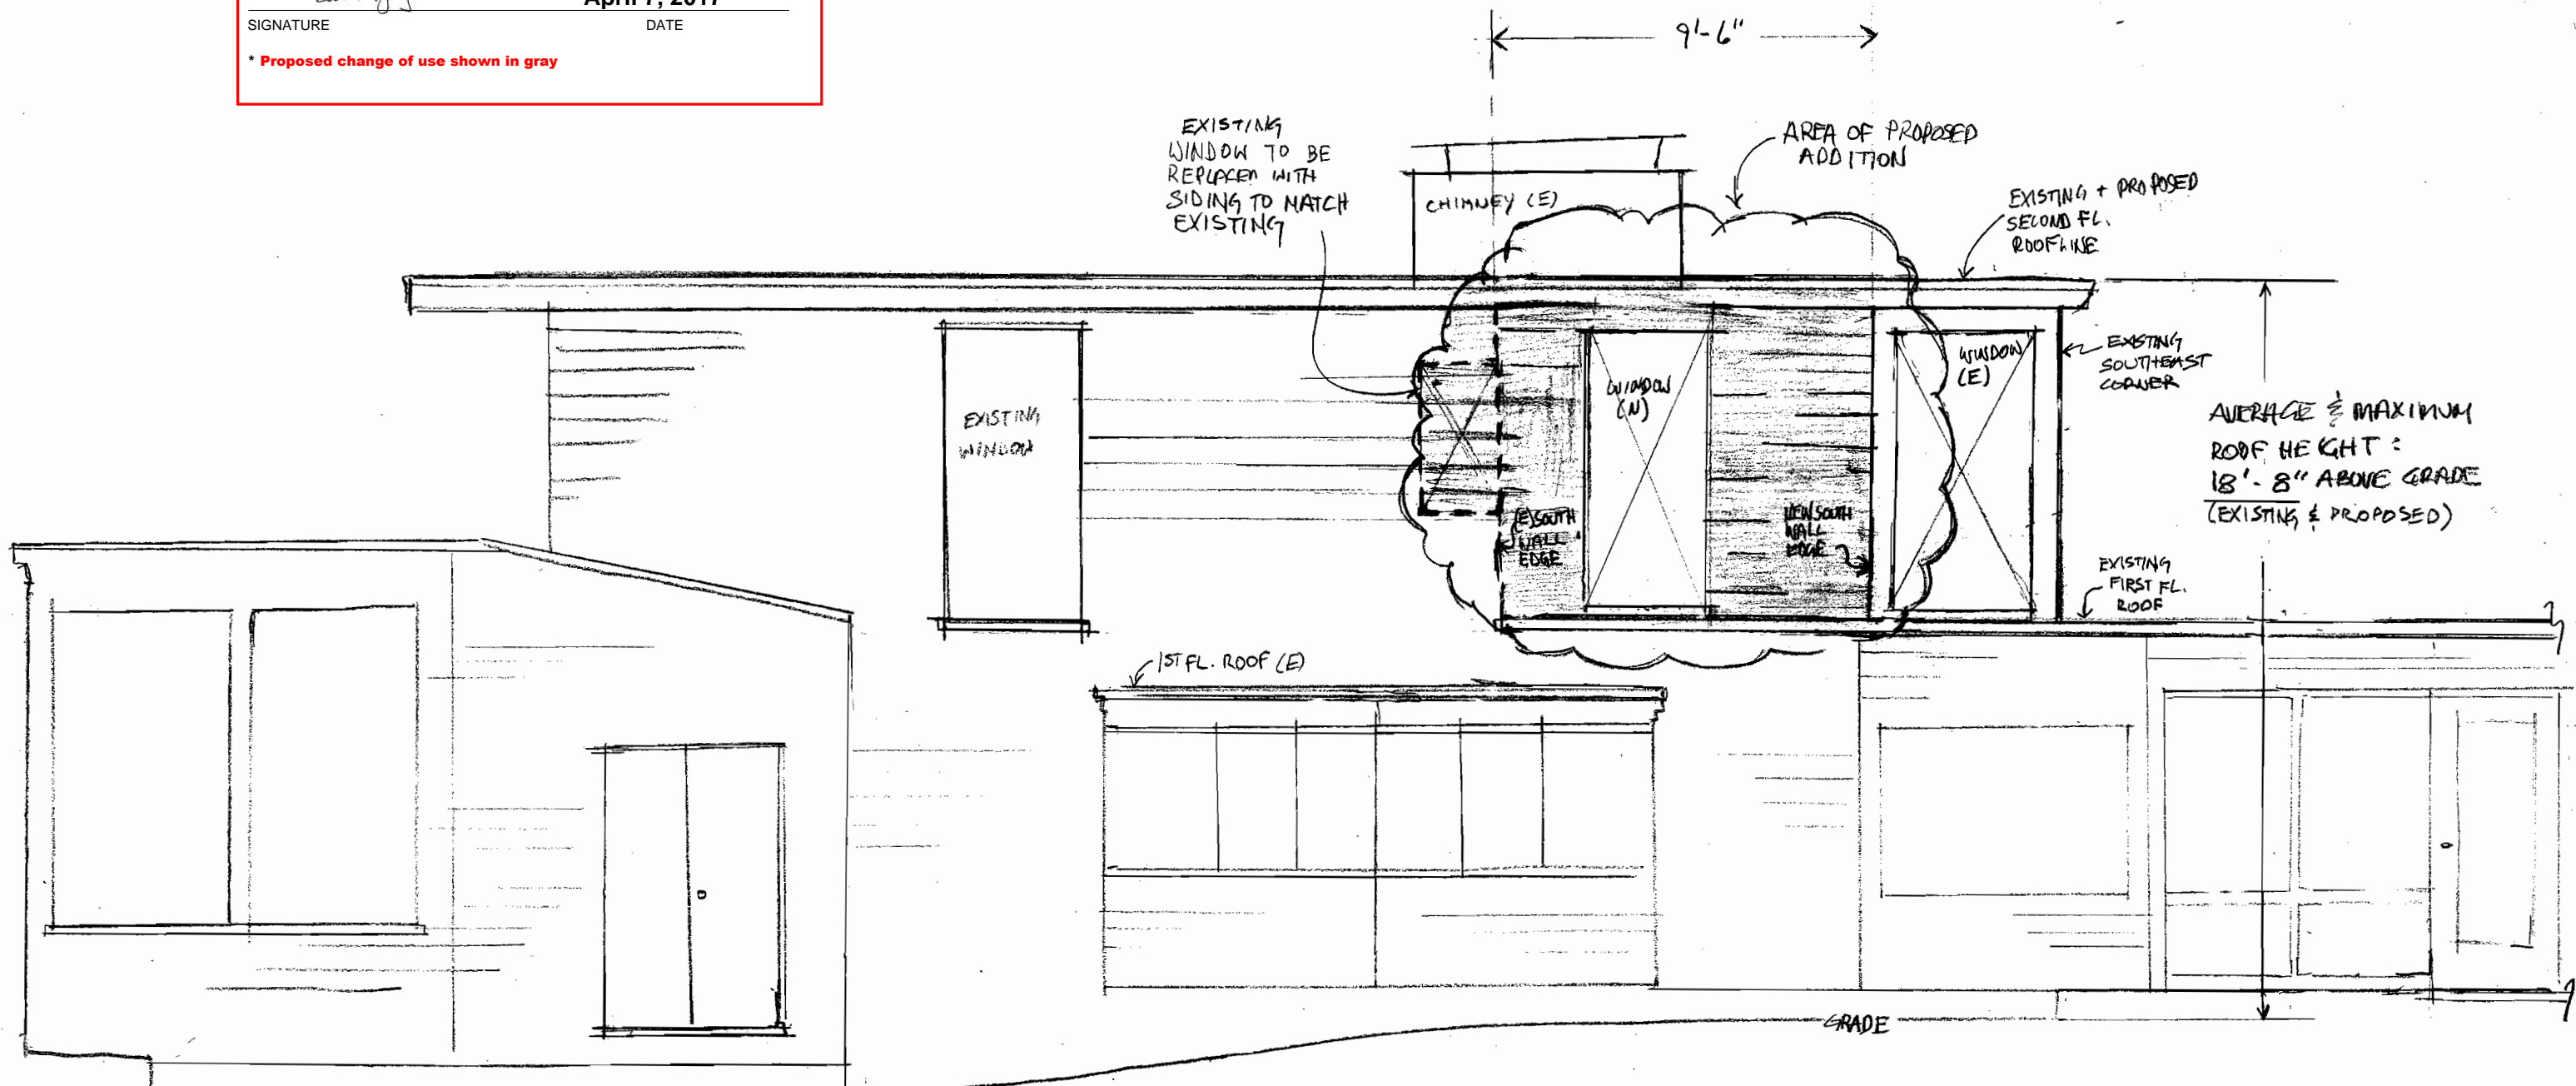 April 7, 2017
SIGNATURE DATE
* Proposed change of use shown in gray
9'-6"
EXISTING
WINDOW TO BE
REPLACED WITH
SIDING TO MATCH
EXISTING
CHIMNEY (E)
AREA OF PROPOSED
ADDITION
EXISTING + PROPOSED
SECOND FL.
ROOFLINE
EXISTING
WINDOW
WINDOW
(N)
WINDOW
(E)
EXISTING
SOUTHEAST
CORNER
(E) SOUTH
WALL
EDGE
NEW SOUTH
WALL
EDGE
AVERAGE & MAXIMUM
ROOF HEIGHT:
18'-8" ABOVE GRADE
(EXISTING & PROPOSED)
EXISTING
FIRST FL.
ROOF
1ST FL. ROOF (E)
GRADE